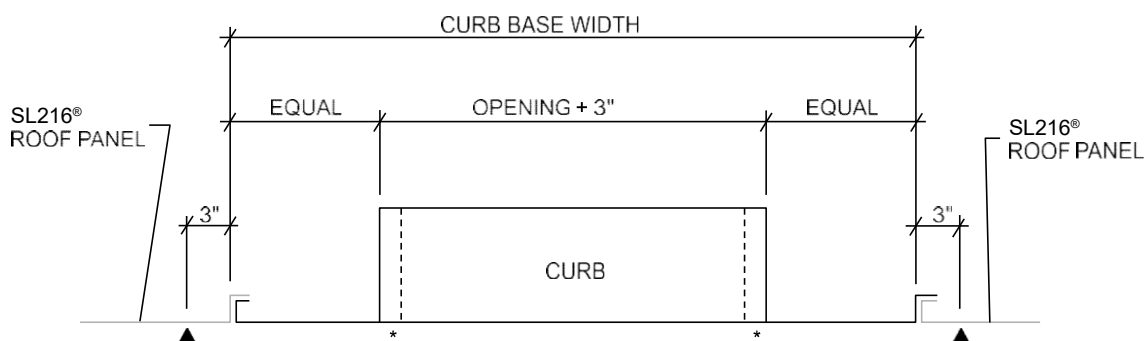 CURB BASE WIDTH
EQUAL
OPENING + 3"
EQUAL
SL216®
ROOF PANEL
SL216®
ROOF PANEL
3"
3"
CURB
*
*